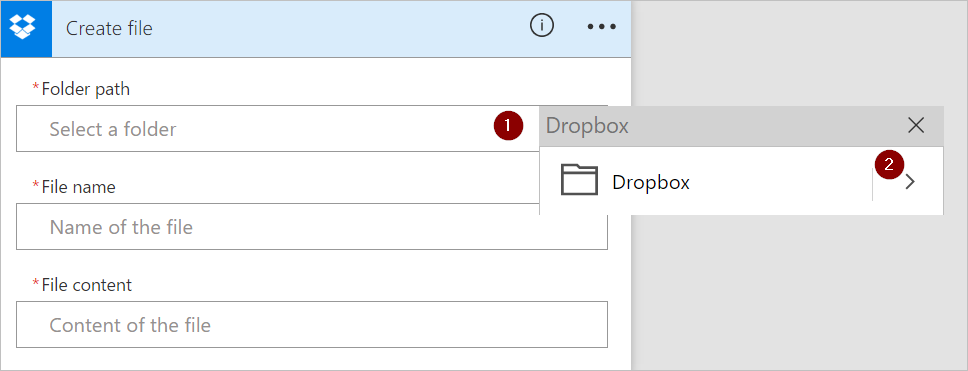 Create file
*Folder path
Select a folder
1
Dropbox
2
Dropbox
*File name
Name of the file
*File content
Content of the file